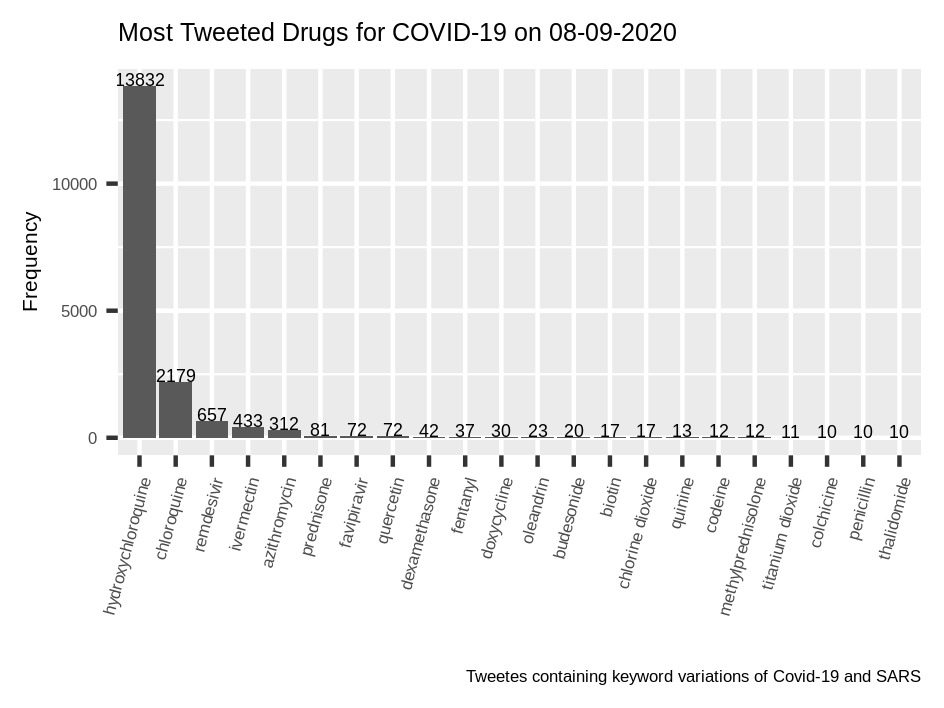 Most Tweeted Drugs for COVID-19 on 08-09-2020
Frequency
10000
5000
0
13832
2179
657
433
312
81
72
72
42
37
30
23
20
17
17
13
12
12
11
10
10
10
hydroxychloroquine
chloroquine
remdesivir
ivermectin
azithromycin
prednisone
favipiravir
quercetin
dexamethasone
fentanyl
doxycycline
oleandrin
budesonide
biotin
chlorine dioxide
quinine
codeine
methylprednisolone
titanium dioxide
colchicine
penicillin
thalidomide
Tweetes containing keyword variations of Covid-19 and SARS